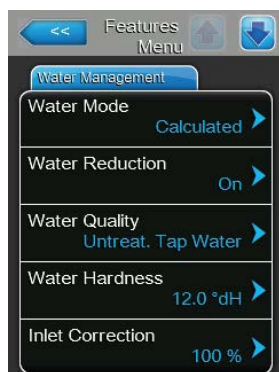 <<
Features
Menu
Water Management
Water Mode
Calculated
Water Reduction
On
Water Quality
Untreat. Tap Water
Water Hardness
12.0 °dH
Inlet Correction
100 %